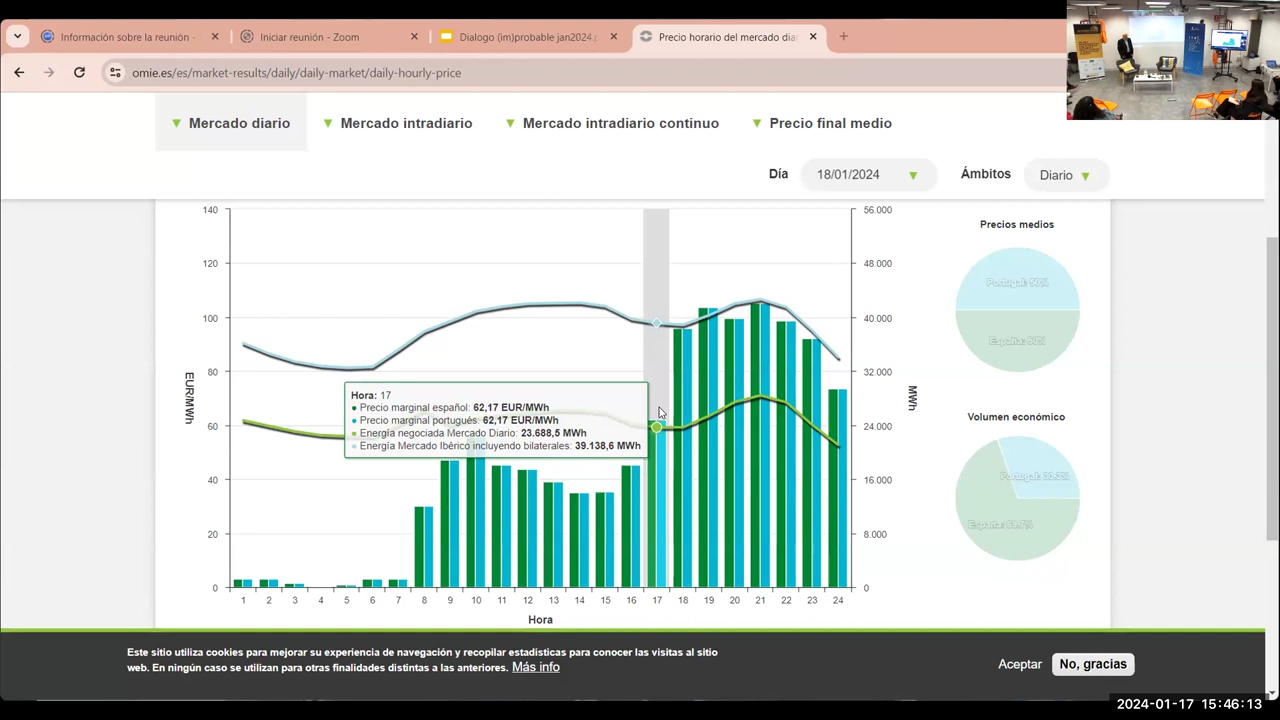 Información sobre la reunión -
Iniciar reunión - Zoom
Dialogo (im)probable jan2024.p
Precio horario del mercado dia
omie.es/es/market-results/daily/daily-market/daily-hourly-price
Mercado diario
Mercado intradiario
Mercado intradiario continuo
Precio final medio
Día
18/01/2024
Ámbitos
Diario
140
120
100
80
60
40
20
0
EUR/MWh
56.000
48.000
40.000
32.000
24.000
16.000
8.000
0
MWh
Hora: 17
Precio marginal español: 62,17 EUR/MWh
Precio marginal portugués: 62,17 EUR/MWh
Energía negociada Mercado Diario: 23.688,5 MWh
Energía Mercado Ibérico incluyendo bilaterales: 39.138,6 MWh
1 2 3 4 5 6 7 8 9 10 11 12 13 14 15 16 17 18 19 20 21 22 23 24
Hora
Precios medios
Portugal: 50%
España: 50%
Volumen económico
Este sitio utiliza cookies para mejorar su experiencia de navegación y recopilar estadísticas para conocer las visitas al sitio
web. En ningún caso se utilizan para otras finalidades distintas a las anteriores. Más info
Aceptar
No, gracias
2024-01-17 15:46:13